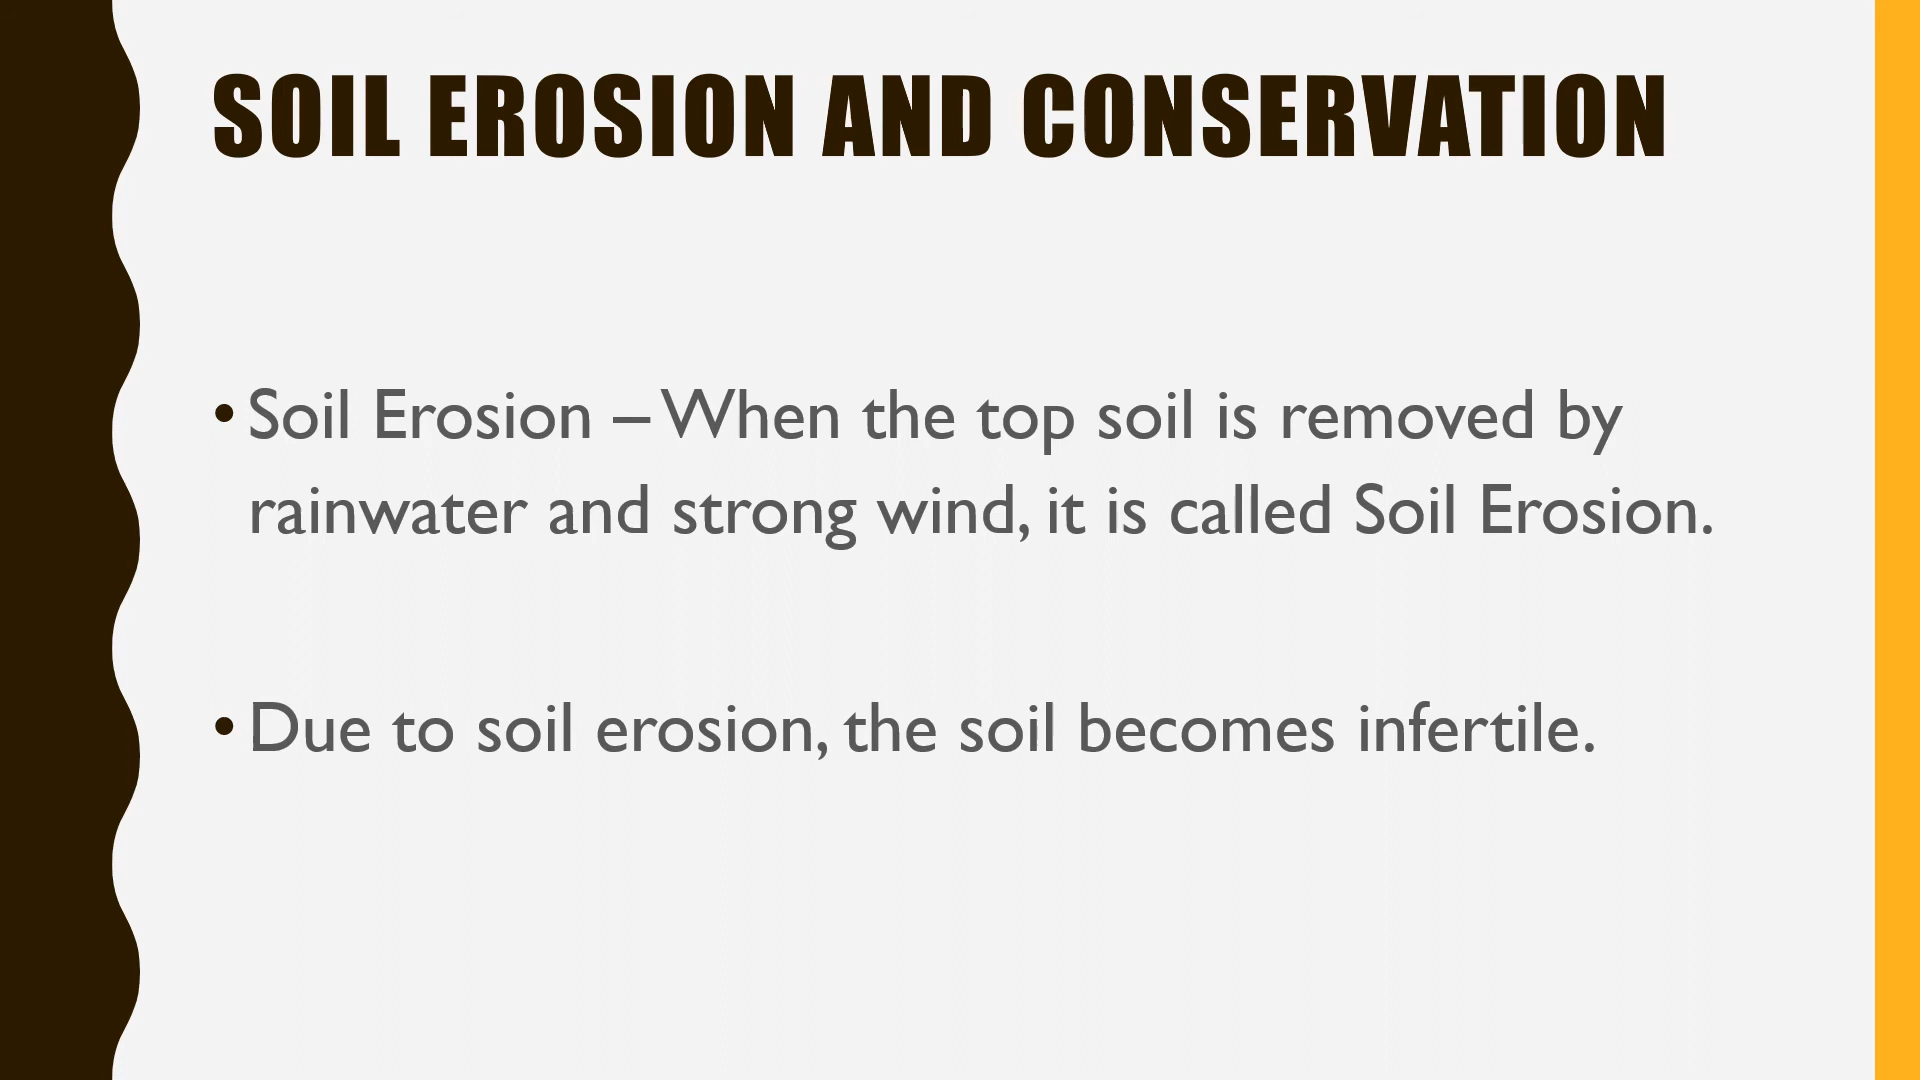 SOIL EROSION AND CONSERVATION
• Soil Erosion – When the top soil is removed by
rainwater and strong wind, it is called Soil Erosion.
• Due to soil erosion, the soil becomes infertile.